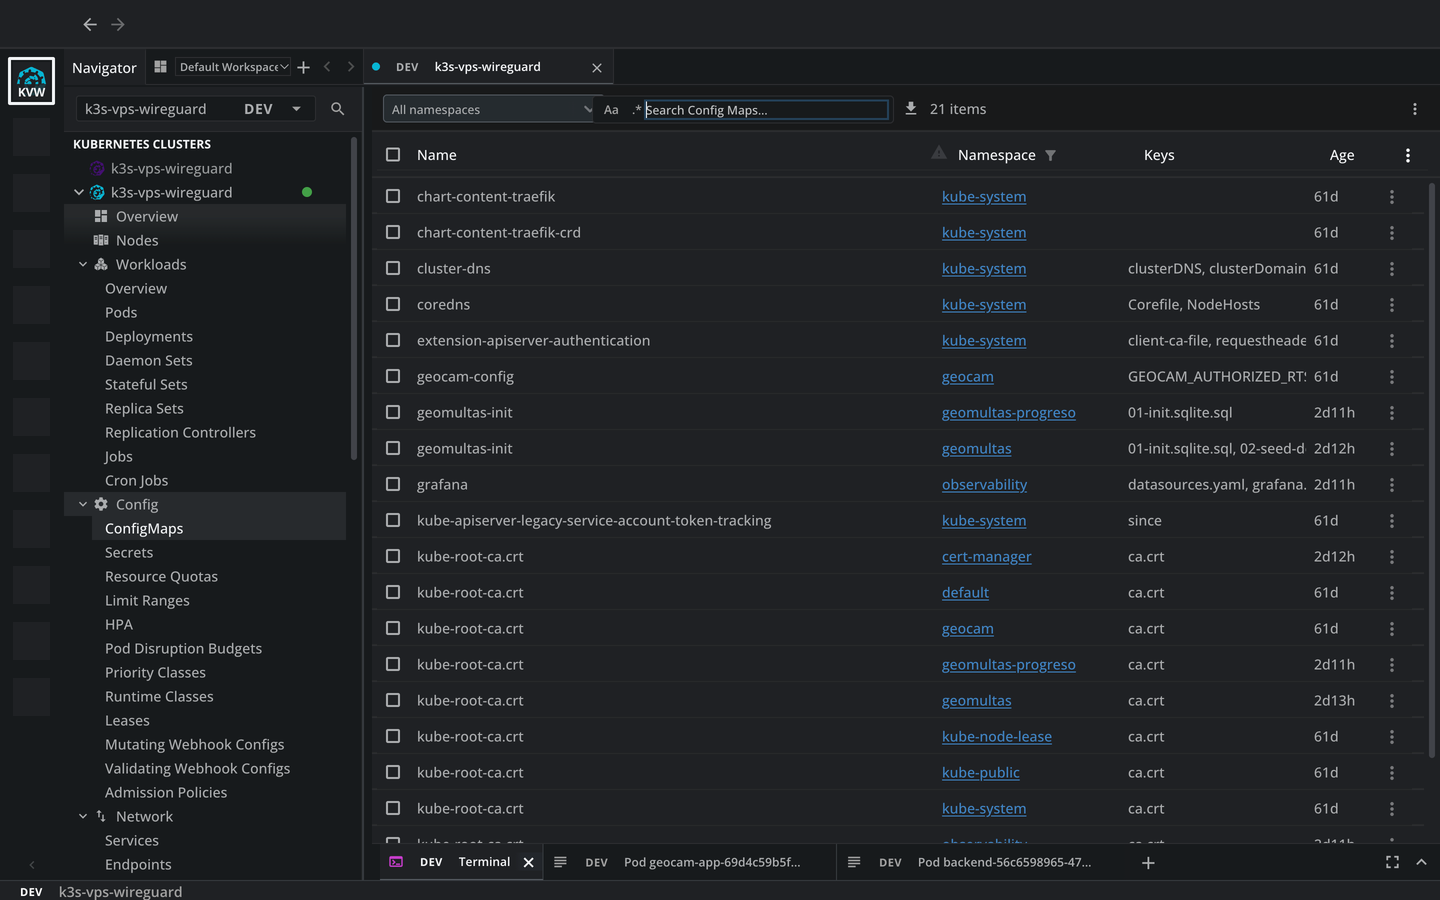 Navigator
Default Workspace
DEV k3s-vps-wireguard
KVW
k3s-vps-wireguard DEV
All namespaces
Aa .* Search Config Maps...
21 items
KUBERNETES CLUSTERS
k3s-vps-wireguard
k3s-vps-wireguard
Overview
Nodes
Workloads
Overview
Pods
Deployments
Daemon Sets
Stateful Sets
Replica Sets
Replication Controllers
Jobs
Cron Jobs
Config
ConfigMaps
Secrets
Resource Quotas
Limit Ranges
HPA
Pod Disruption Budgets
Priority Classes
Runtime Classes
Leases
Mutating Webhook Configs
Validating Webhook Configs
Admission Policies
Network
Services
Endpoints
Name Namespace Keys Age
chart-content-traefik kube-system 61d
chart-content-traefik-crd kube-system 61d
cluster-dns kube-system clusterDNS, clusterDomain 61d
coredns kube-system Corefile, NodeHosts 61d
extension-apiserver-authentication kube-system client-ca-file, requestheade 61d
geocam-config geocam GEOCAM_AUTHORIZED_RTS 61d
geomultas-init geomultas-progreso 01-init.sqlite.sql 2d11h
geomultas-init geomultas 01-init.sqlite.sql, 02-seed-d 2d12h
grafana observability datasources.yaml, grafana. 2d11h
kube-apiserver-legacy-service-account-token-tracking kube-system since 61d
kube-root-ca.crt cert-manager ca.crt 2d12h
kube-root-ca.crt default ca.crt 61d
kube-root-ca.crt geocam ca.crt 61d
kube-root-ca.crt geomultas-progreso ca.crt 2d11h
kube-root-ca.crt geomultas ca.crt 2d13h
kube-root-ca.crt kube-node-lease ca.crt 61d
kube-root-ca.crt kube-public ca.crt 61d
kube-root-ca.crt kube-system ca.crt 61d
kube-root-ca.crt observability ca.crt 2d11h
DEV Terminal
DEV Pod geocam-app-69d4c59b5f...
DEV Pod backend-56c6598965-47...
DEV k3s-vps-wireguard